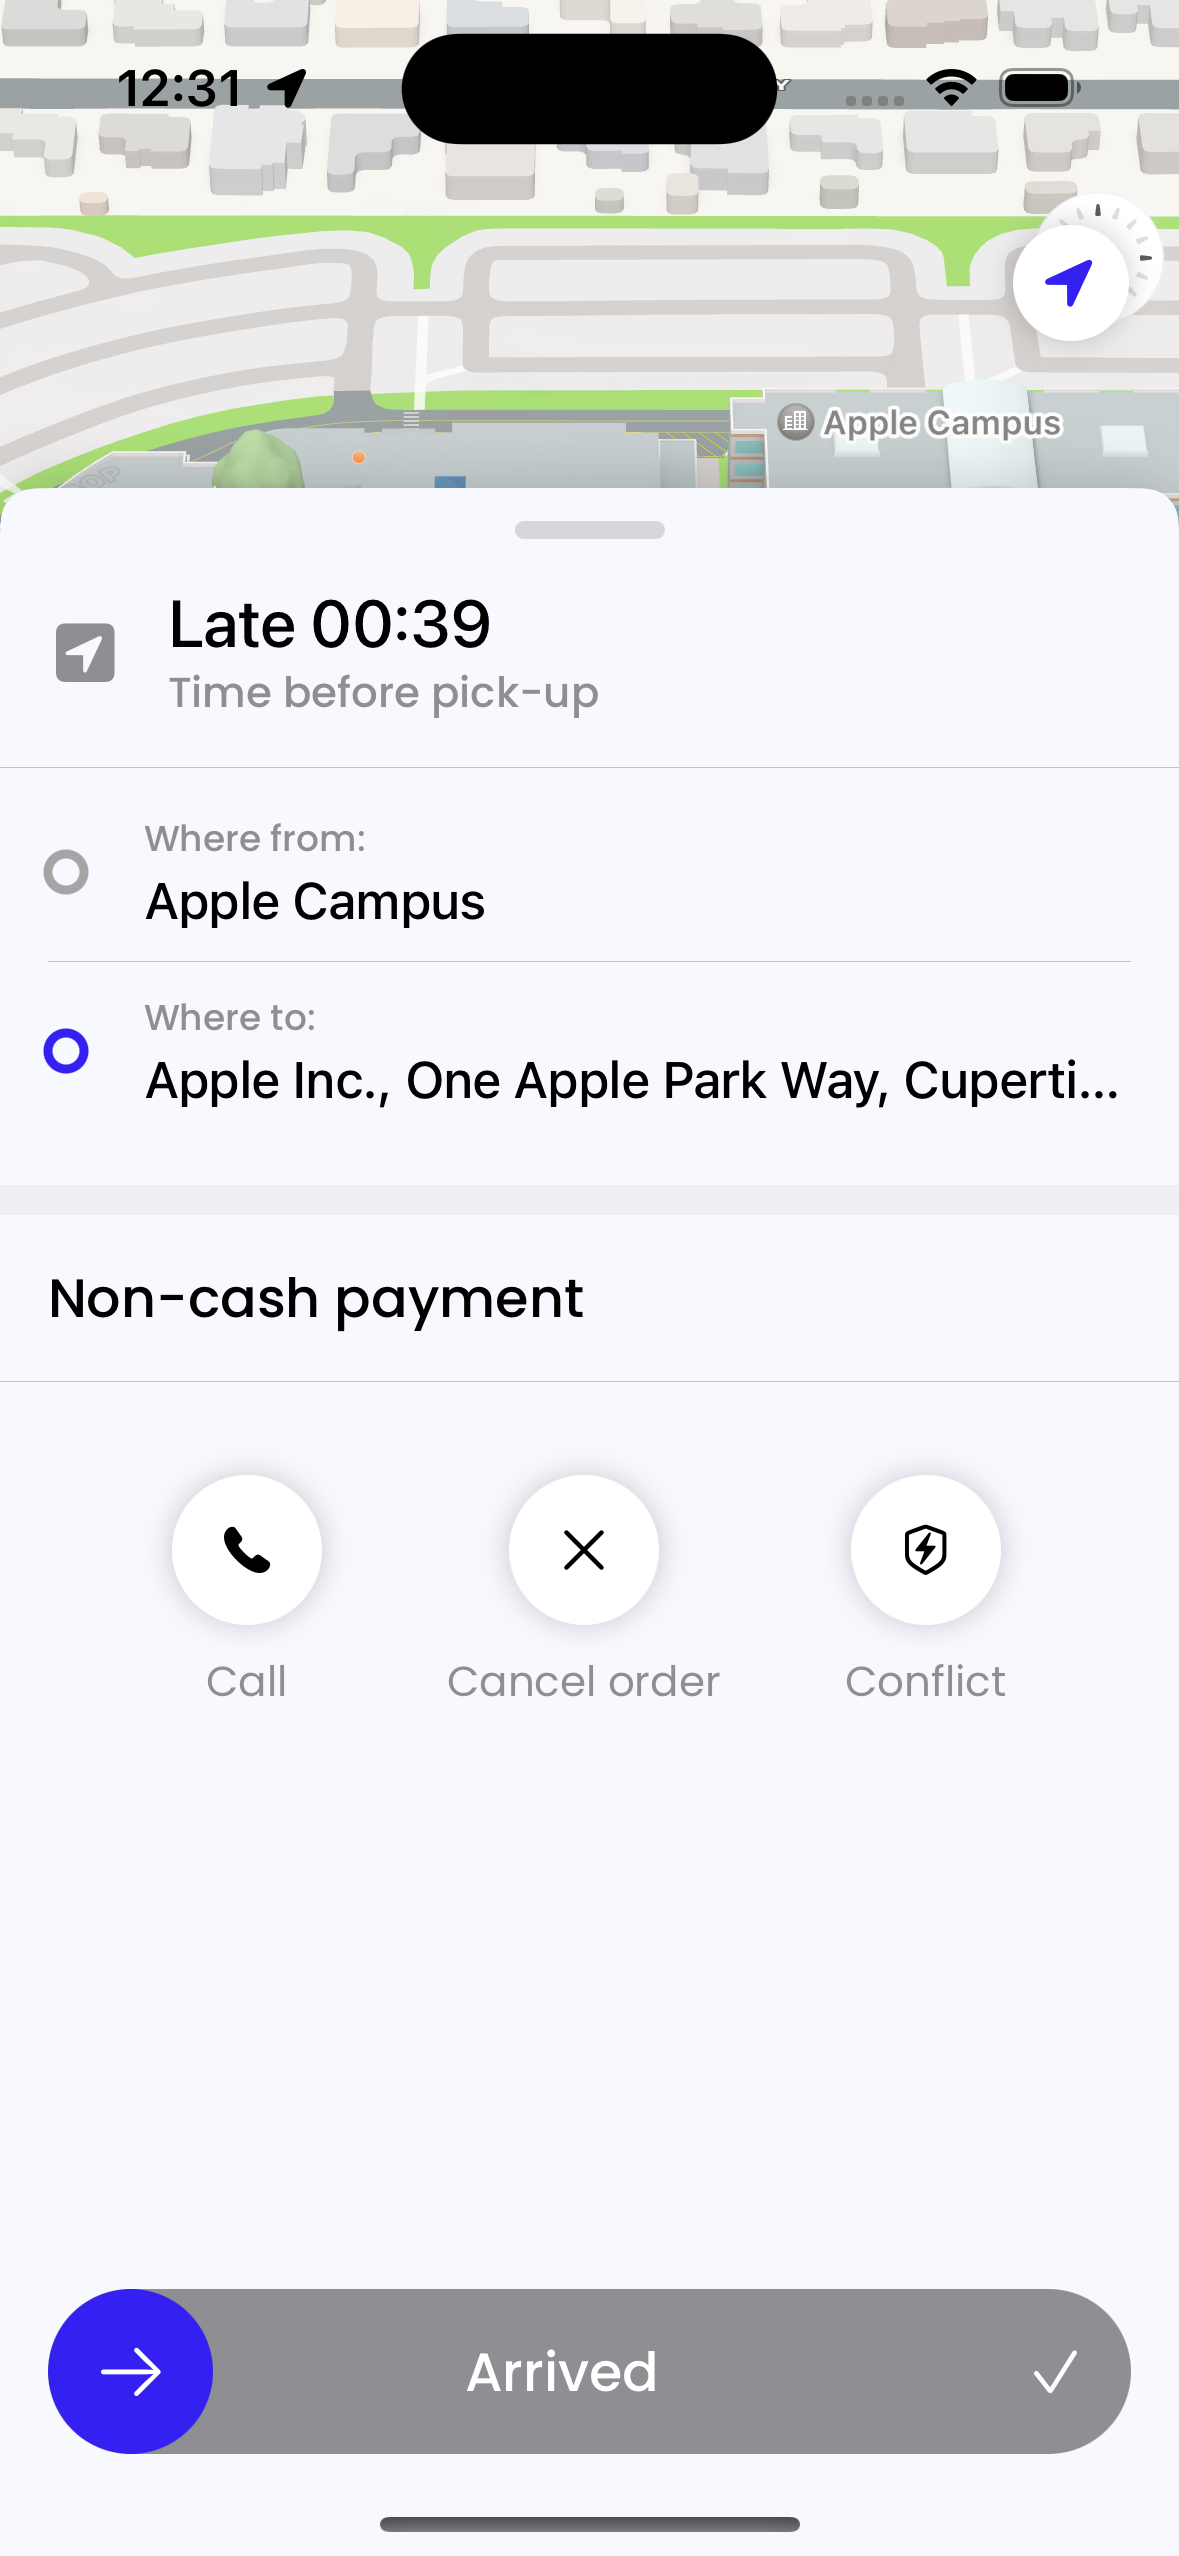 12:31
Apple Campus
Late 00:39
Time before pick-up
Where from:
Apple Campus
Where to:
Apple Inc., One Apple Park Way, Cuperti...
Non-cash payment
Call
Cancel order
Conflict
Arrived